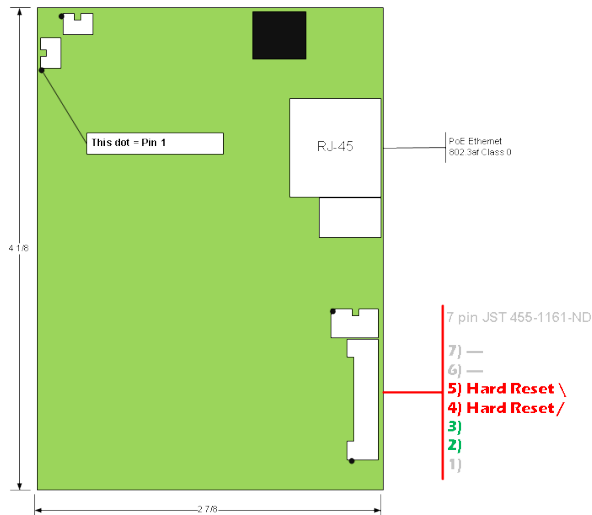 This dot = Pin 1
RJ-45
PoE Ethernet
802.3af Class 0
4 1/8
7 pin JST 455-1161-ND
7) —
6) —
5) Hard Reset \
4) Hard Reset /
3)
2)
1)
2 7/8